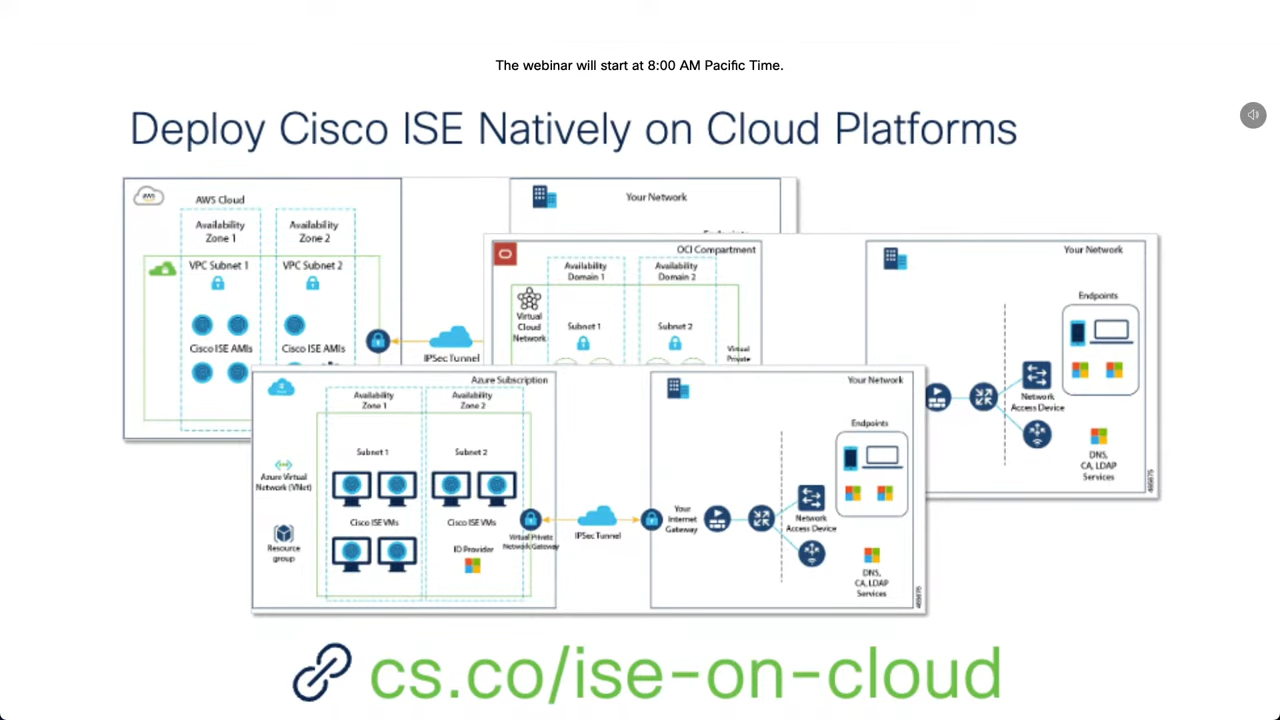 The webinar will start at 8:00 AM Pacific Time.
Deploy Cisco ISE Natively on Cloud Platforms
aws
AWS Cloud
Availability
Zone 1
Availability
Zone 2
VPC Subnet 1
VPC Subnet 2
Cisco ISE AMIs
Cisco ISE AMIs
IPSec Tunnel
Your Network
OCI Compartment
Availability
Domain 1
Availability
Domain 2
Virtual
Cloud
Network
Subnet 1
Subnet 2
Virtual
Private
Your Network
Endpoints
Network
Access Device
DNS,
CA, LDAP
Services
Azure Subscription
Availability
Zone 1
Availability
Zone 2
Subnet 1
Subnet 2
Azure Virtual
Network (VNet)
Cisco ISE VMs
Cisco ISE VMs
Resource
group
ID Provider
Virtual Private
Network Gateway
IPSec Tunnel
Your Network
Your
Internet
Gateway
Endpoints
Network
Access Device
DNS,
CA, LDAP
Services
cs.co/ise-on-cloud